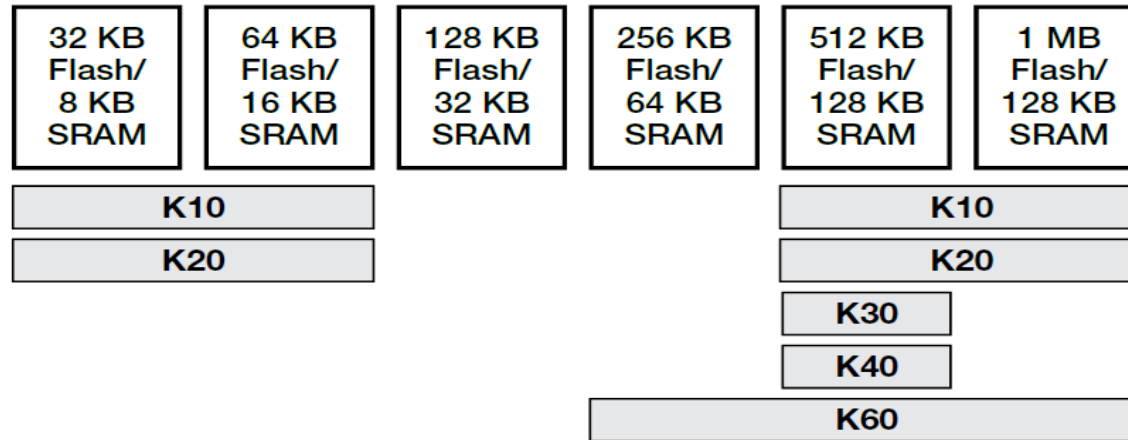 32 KB
Flash/
8 KB
SRAM
64 KB
Flash/
16 KB
SRAM
128 KB
Flash/
32 KB
SRAM
256 KB
Flash/
64 KB
SRAM
512 KB
Flash/
128 KB
SRAM
1 MB
Flash/
128 KB
SRAM
K10
K10
K20
K20
K30
K40
K60